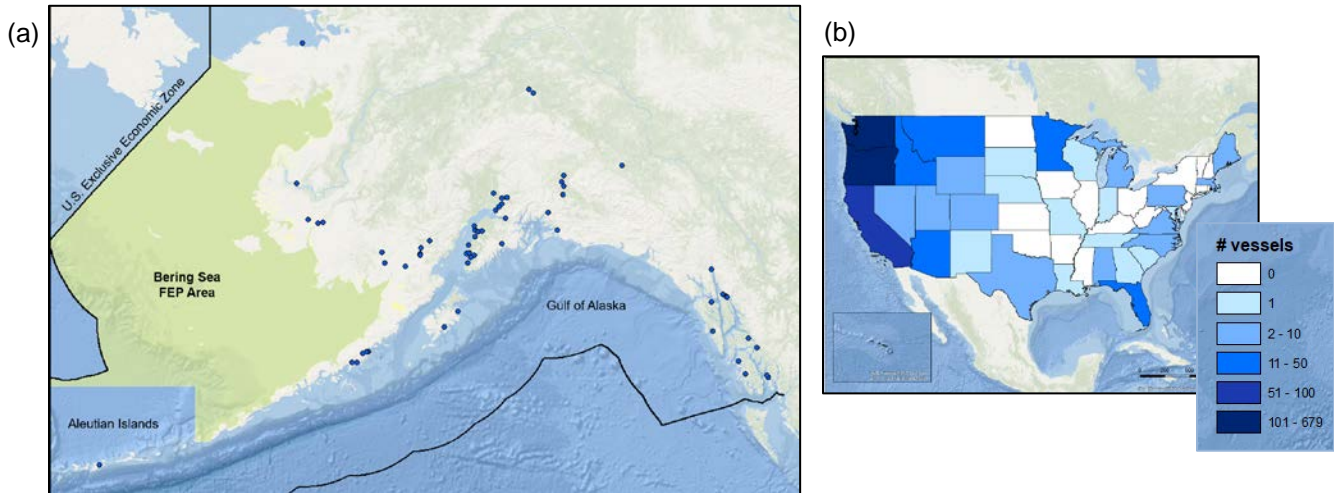 (a)
U.S. Exclusive Economic Zone
Bering Sea
FEP Area
Gulf of Alaska
Aleutian Islands
(b)
# vessels
0
1
2 - 10
11 - 50
51 - 100
101 - 679